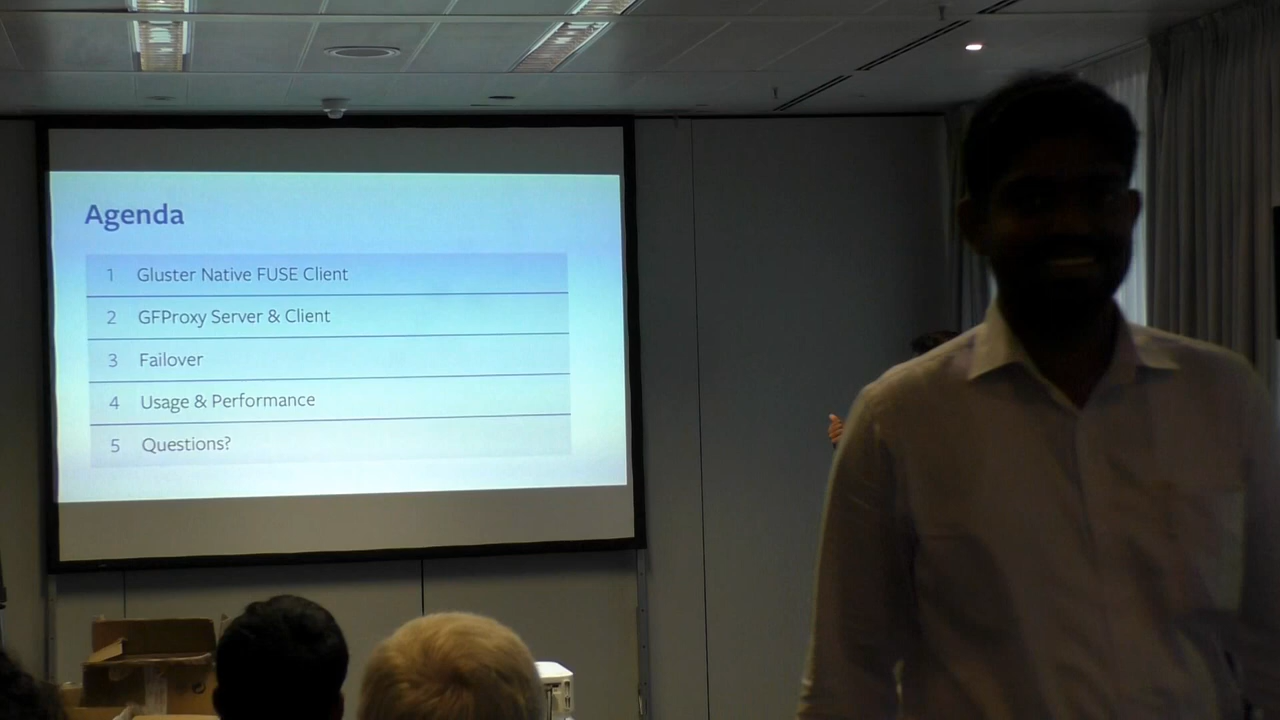 Agenda
1 Gluster Native FUSE Client
2 GFProxy Server & Client
3 Failover
4 Usage & Performance
5 Questions?